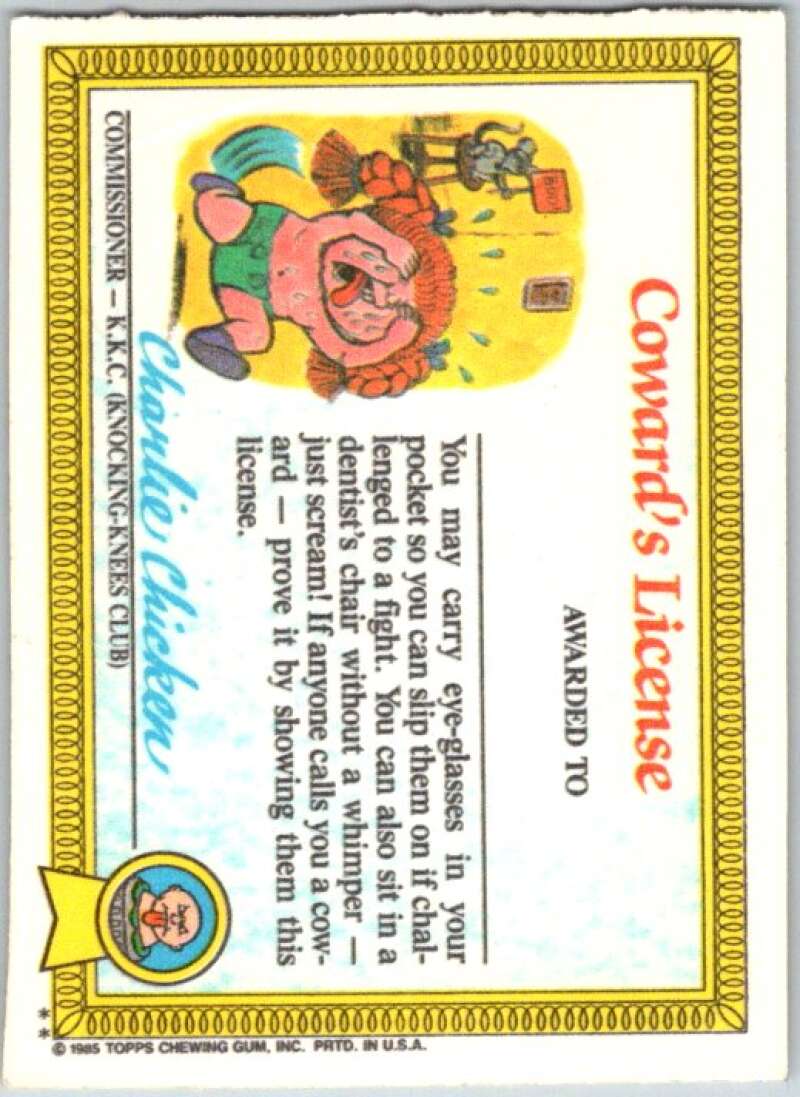 Coward's License
AWARDED TO
BOO!
You may carry eye-glasses in your
pocket so you can slip them on if chal-
lenged to a fight. You can also sit in a
dentist's chair without a whimper —
just scream! If anyone calls you a cow-
ard — prove it by showing them this
license.
Charlie Chicken
COMMISSIONER — K.K.C. (KNOCKING-KNEES CLUB)
**
© 1985 TOPPS CHEWING GUM, INC. PRTD. IN U.S.A.